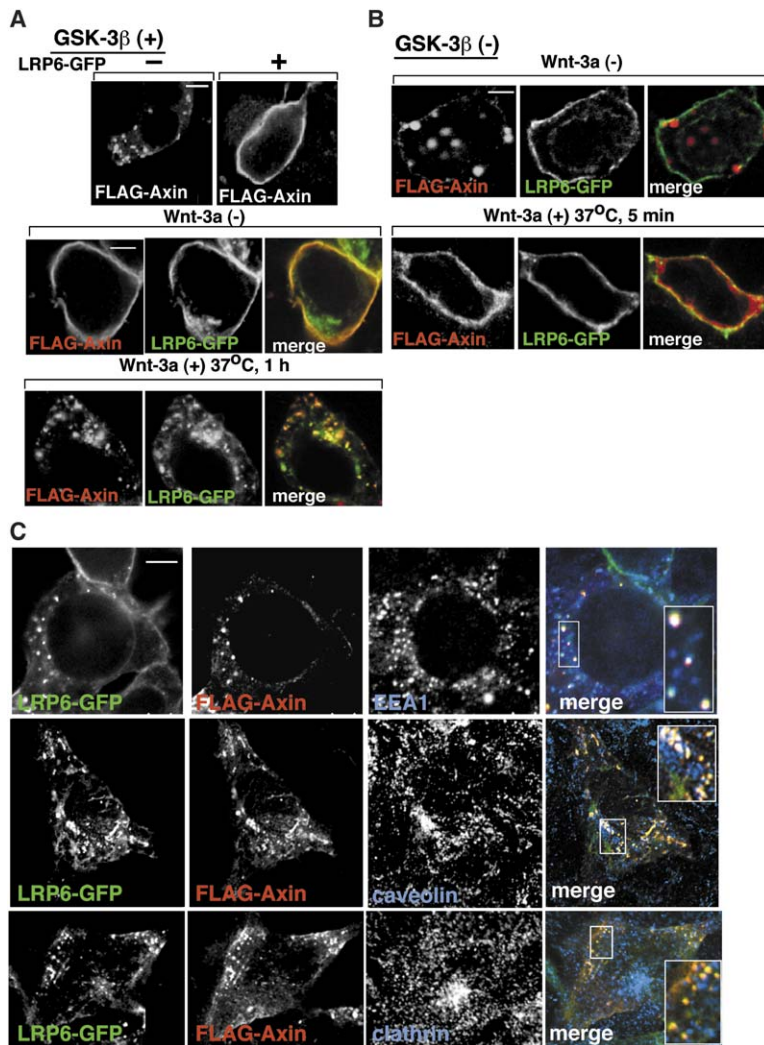 A
GSK-3β (+)
LRP6-GFP − +
FLAG-Axin FLAG-Axin
Wnt-3a (-)
FLAG-Axin LRP6-GFP merge
Wnt-3a (+) 37°C, 1 h
FLAG-Axin LRP6-GFP merge
B
GSK-3β (-)
Wnt-3a (-)
FLAG-Axin LRP6-GFP merge
Wnt-3a (+) 37°C, 5 min
FLAG-Axin LRP6-GFP merge
C
LRP6-GFP FLAG-Axin EEA1 merge
LRP6-GFP FLAG-Axin caveolin merge
LRP6-GFP FLAG-Axin clathrin merge